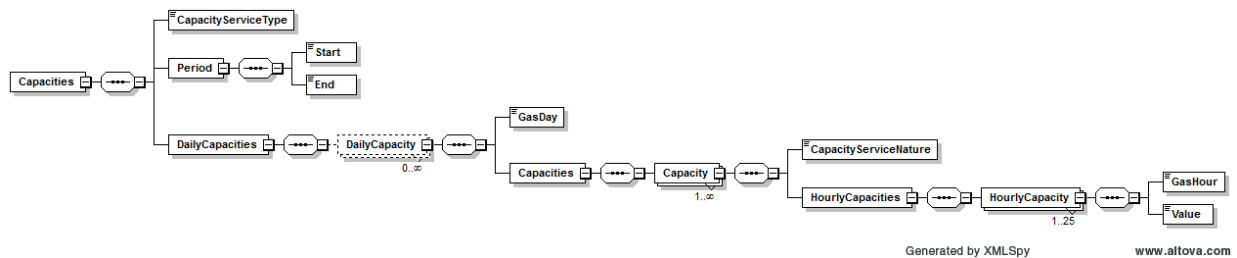 CapacityServiceType
Start
Period
Capacities
End
GasDay
DailyCapacities
DailyCapacity
0..∞
CapacityServiceNature
Capacities
Capacity
1..∞
GasHour
HourlyCapacities
HourlyCapacity
1..25
Value
Generated by XMLSpy www.altova.com